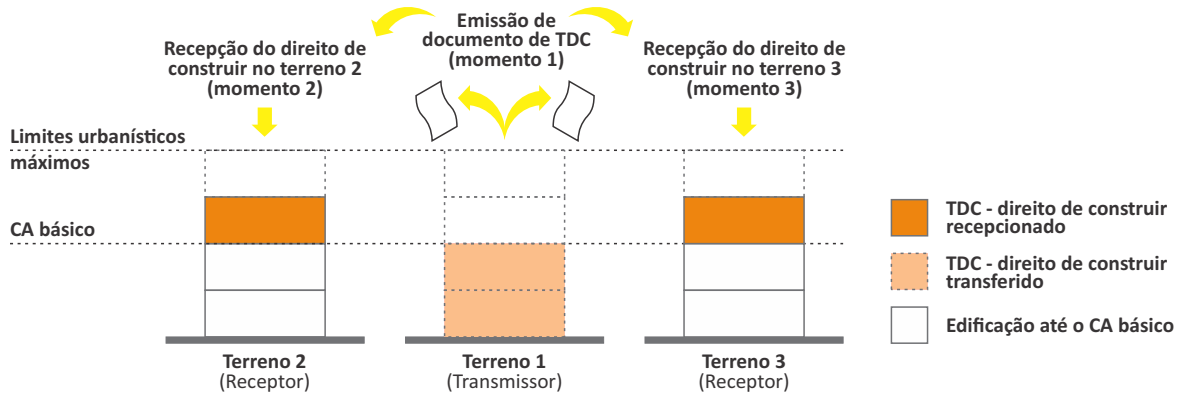 Emissão de
documento de TDC
(momento 1)
Recepção do direito de
construir no terreno 2
(momento 2)
Recepção do direito de
construir no terreno 3
(momento 3)
Limites urbanísticos
máximos
CA básico
TDC - direito de construir
recepcionado
TDC - direito de construir
transferido
Edificação até o CA básico
Terreno 2
(Receptor)
Terreno 1
(Transmissor)
Terreno 3
(Receptor)